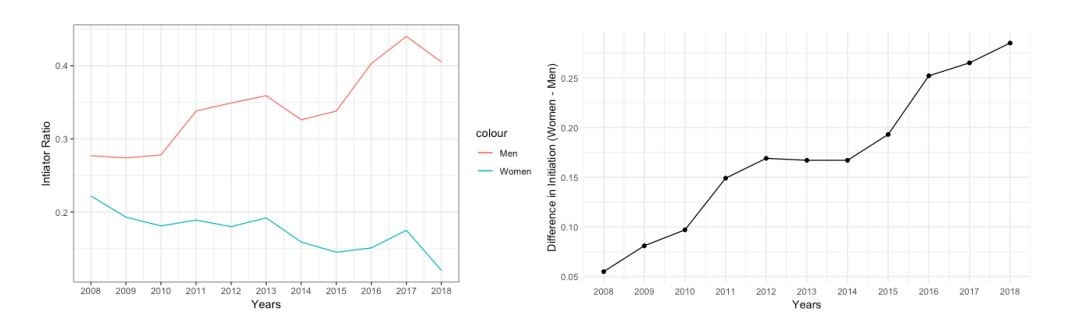 Intiator Ratio
0.4
0.3
0.2
2008 2009 2010 2011 2012 2013 2014 2015 2016 2017 2018
Years
colour
Men
Women
Difference in Initiation (Women - Men)
0.25
0.20
0.15
0.10
0.05
2008 2009 2010 2011 2012 2013 2014 2015 2016 2017 2018
Years